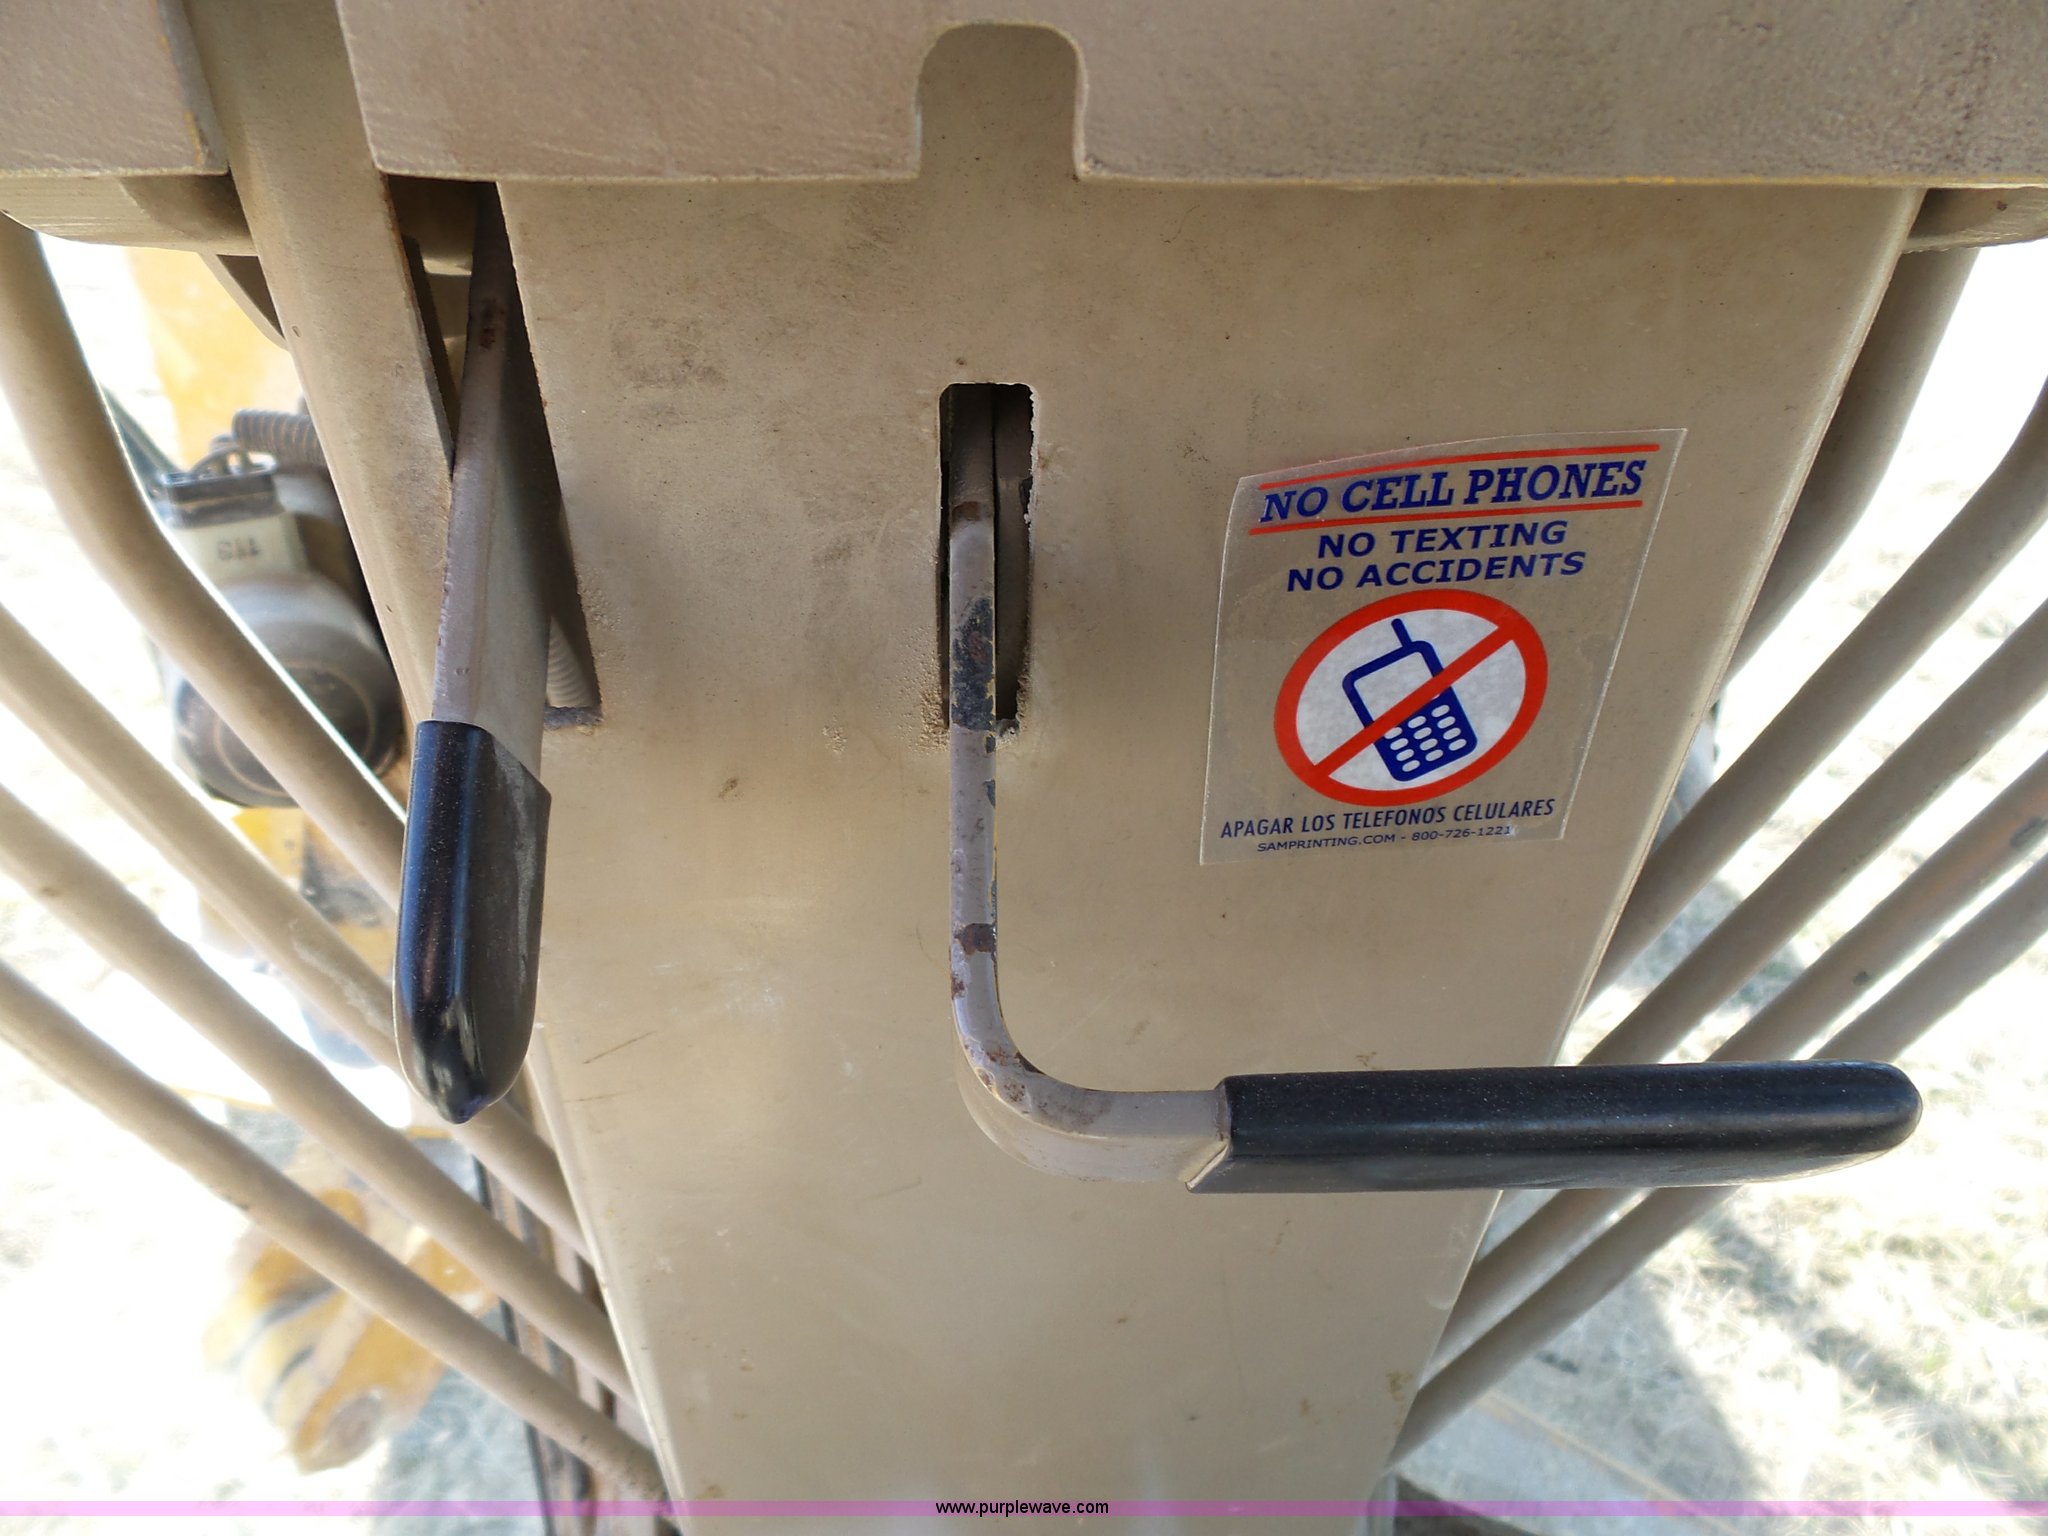 NO CELL PHONES
NO TEXTING
NO ACCIDENTS
APAGAR LOS TELEFONOS CELULARES
SAMPRINTING.COM - 800-726-1221
www.purplewave.com